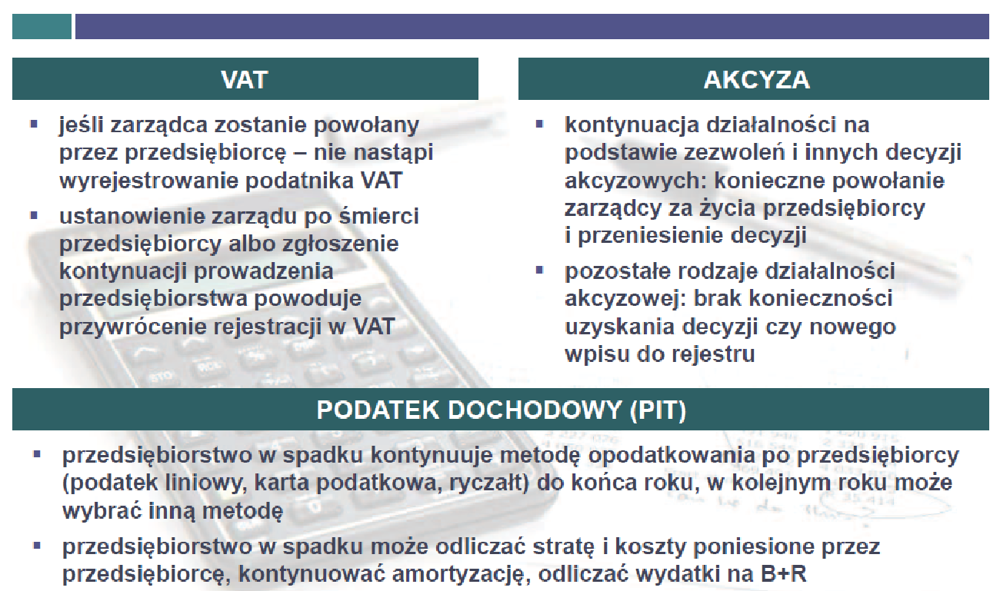 VAT
▪ jeśli zarządca zostanie powołany
przez przedsiębiorcę – nie nastąpi
wyrejestrowanie podatnika VAT
▪ ustanowienie zarządu po śmierci
przedsiębiorcy albo zgłoszenie
kontynuacji prowadzenia
przedsiębiorstwa powoduje
przywrócenie rejestracji w VAT
AKCYZA
▪ kontynuacja działalności na
podstawie zezwoleń i innych decyzji
akcyzowych: konieczne powołanie
zarządcy za życia przedsiębiorcy
i przeniesienie decyzji
▪ pozostałe rodzaje działalności
akcyzowej: brak konieczności
uzyskania decyzji czy nowego
wpisu do rejestru
PODATEK DOCHODOWY (PIT)
▪ przedsiębiorstwo w spadku kontynuuje metodę opodatkowania po przedsiębiorcy
(podatek liniowy, karta podatkowa, ryczałt) do końca roku, w kolejnym roku może
wybrać inną metodę
▪ przedsiębiorstwo w spadku może odliczać stratę i koszty poniesione przez
przedsiębiorcę, kontynuować amortyzację, odliczać wydatki na B+R